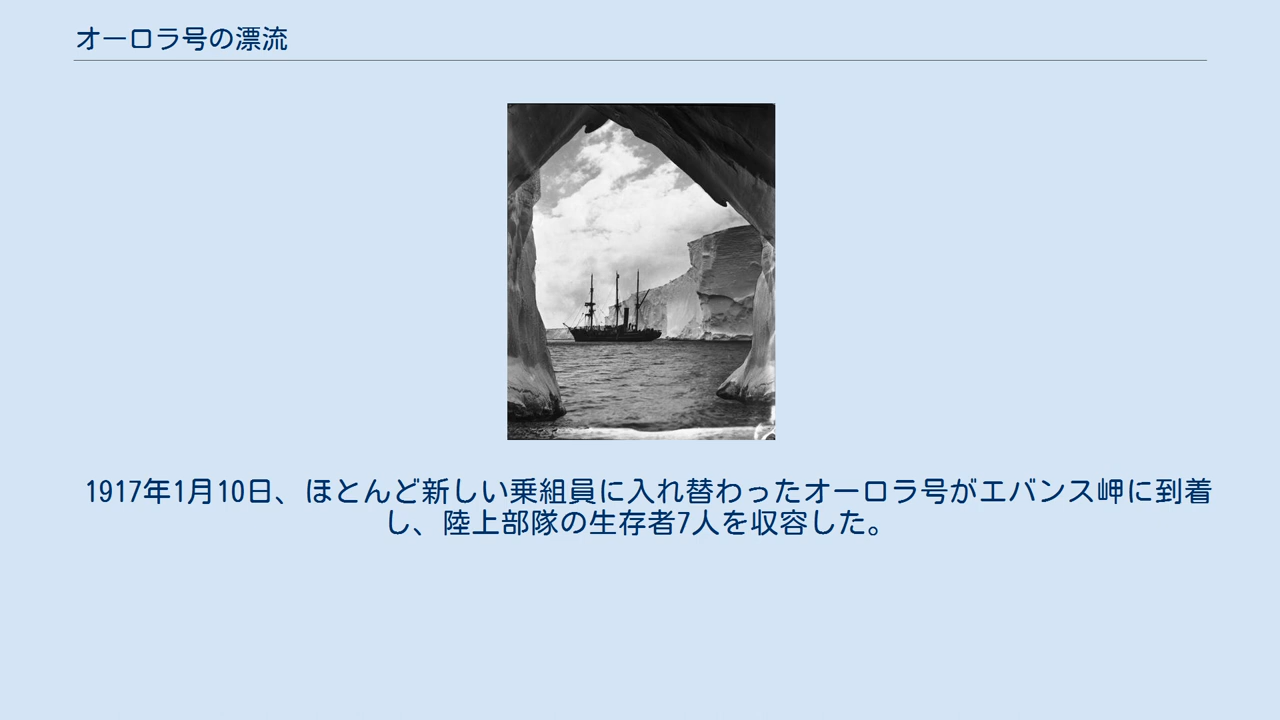 オーロラ号の漂流
1917年1月10日、ほとんど新しい乗組員に入れ替わったオーロラ号がエバンス岬に到着
し、陸上部隊の生存者7人を収容した。